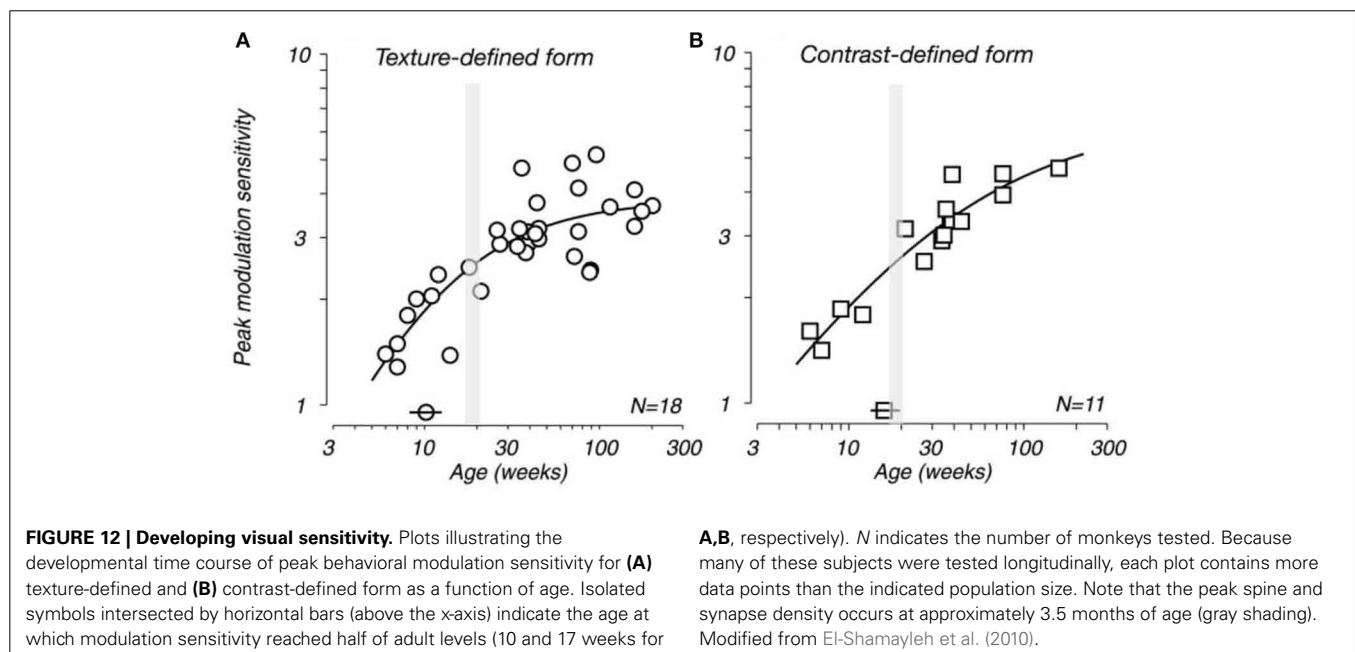 A
Texture-defined form
10
3
1
Peak modulation sensitivity
N=18
3 10 30 100 300
Age (weeks)
B
Contrast-defined form
10
3
1
N=11
3 10 30 100 300
Age (weeks)
FIGURE 12 | Developing visual sensitivity. Plots illustrating the
developmental time course of peak behavioral modulation sensitivity for (A)
texture-defined and (B) contrast-defined form as a function of age. Isolated
symbols intersected by horizontal bars (above the x-axis) indicate the age at
which modulation sensitivity reached half of adult levels (10 and 17 weeks for
A,B, respectively). N indicates the number of monkeys tested. Because
many of these subjects were tested longitudinally, each plot contains more
data points than the indicated population size. Note that the peak spine and
synapse density occurs at approximately 3.5 months of age (gray shading).
Modified from El-Shamayleh et al. (2010).